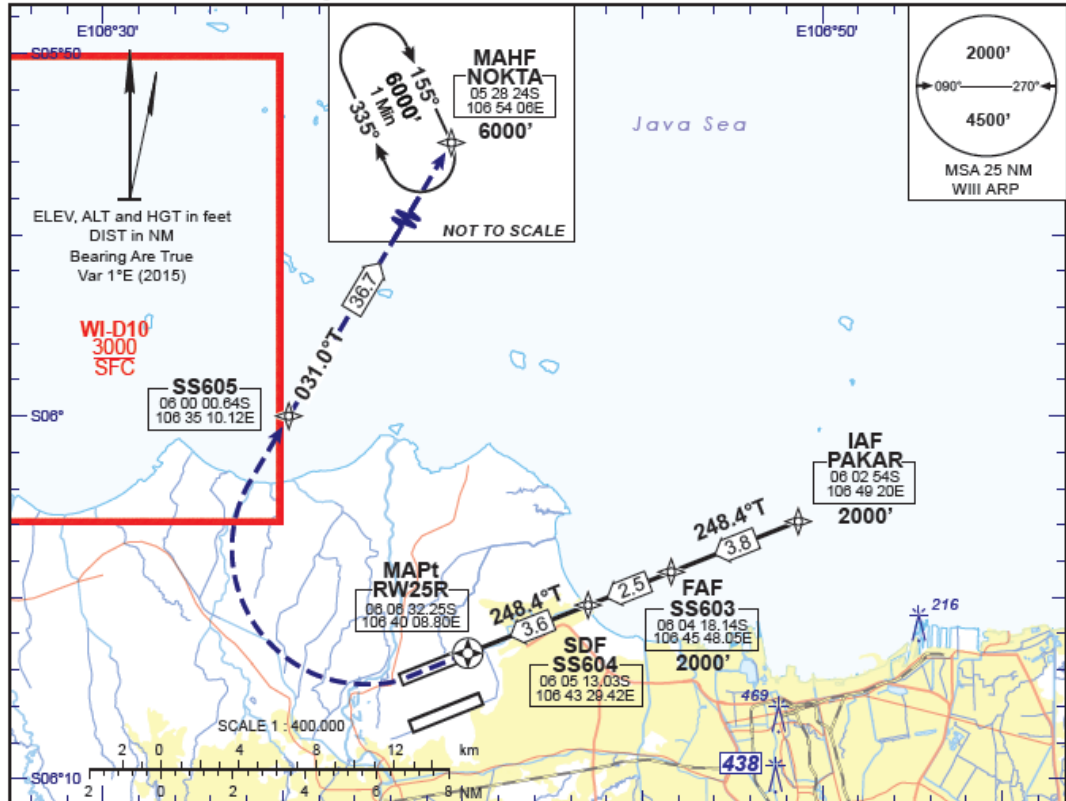 E106°30'
E106°50'
S05°50'
MAHF
NOKTA
05 28 24S
106 54 06E
6000'
6000'
1 Min
155°
335°
NOT TO SCALE
Java Sea
2000'
090°
270°
4500'
MSA 25 NM
WIII ARP
ELEV, ALT and HGT in feet
DIST in NM
Bearing Are True
Var 1°E (2015)
WI-D10
3000
SFC
36.7
031.0°T
SS605
06 00 00.64S
106 35 10.12E
S06°
IAF
PAKAR
06 02 54S
106 49 20E
2000'
248.4°T
3.8
2.5
FAF
SS603
06 04 18.14S
106 45 48.05E
2000'
MAPt
RW25R
06 06 32.25S
106 40 08.80E
248.4°T
3.6
SDF
SS604
06 05 13.03S
106 43 29.42E
216
469
438
SCALE 1 : 400.000
2 0 4 8 12 km
2 0 2 4 6 8 NM
S06°10